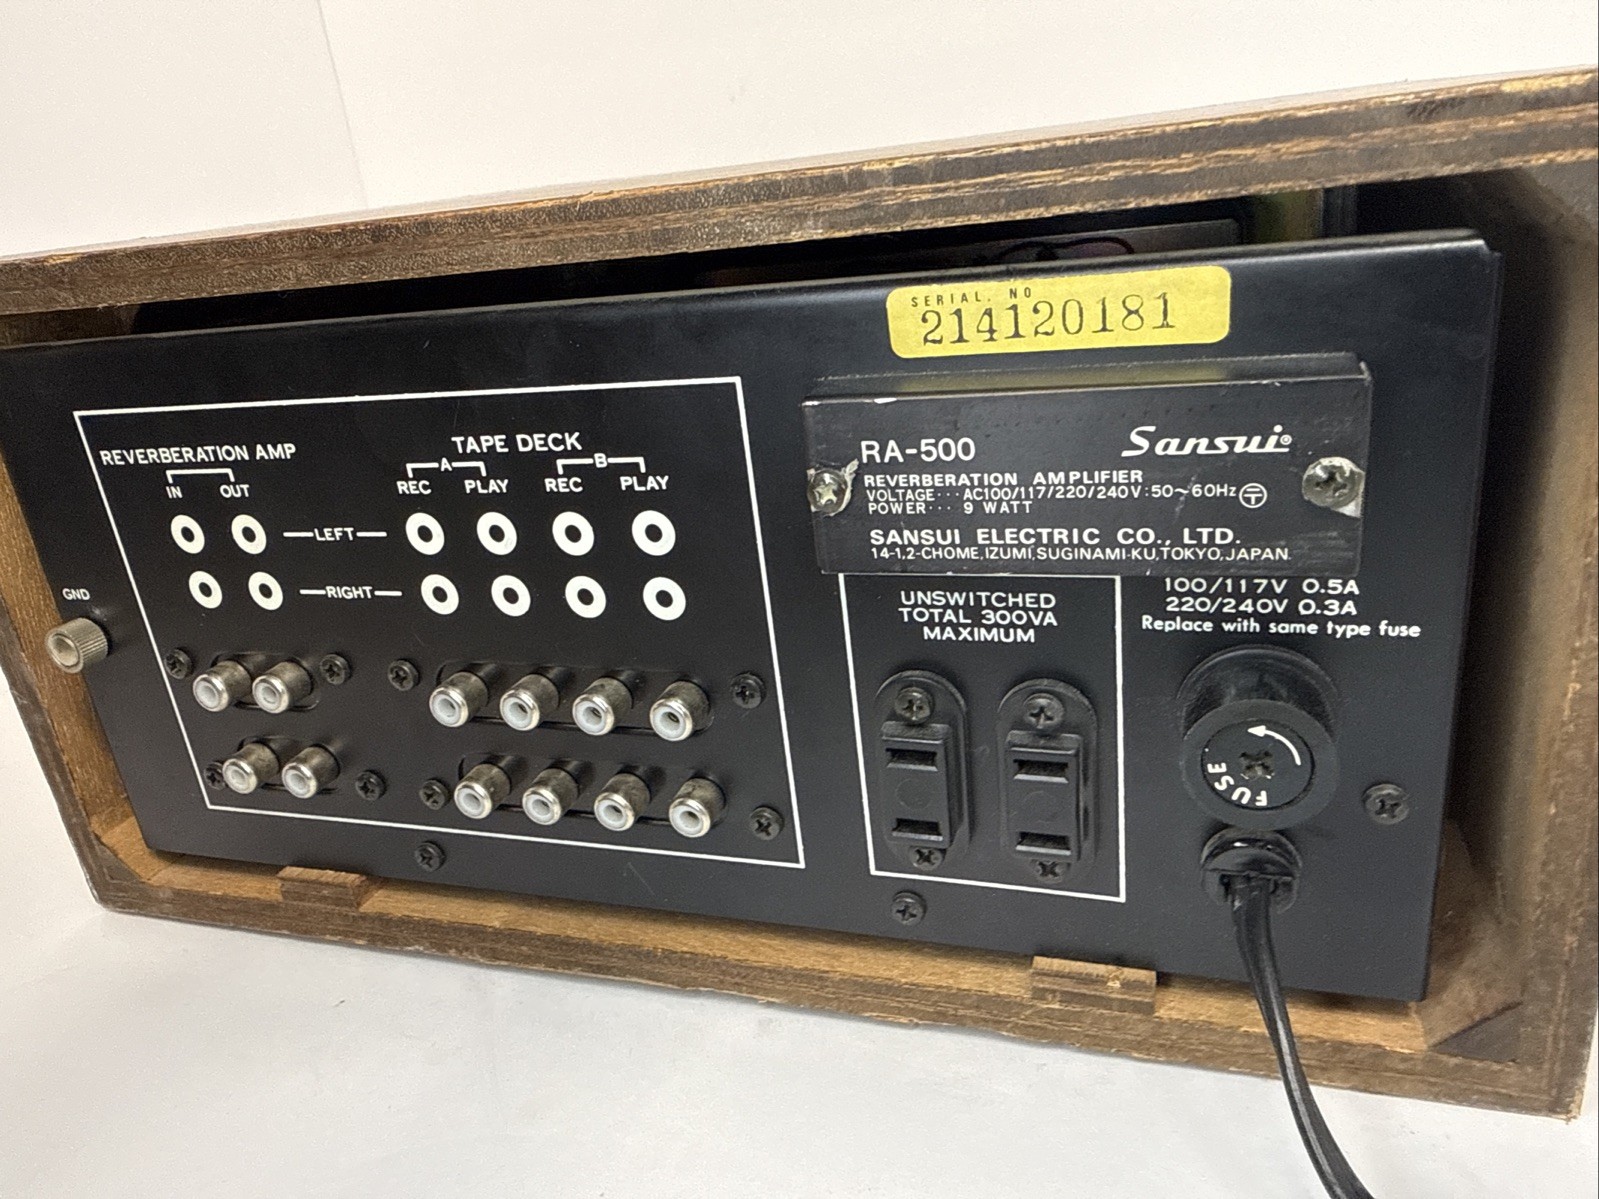 SERIAL. NO
214120181
REVERBERATION AMP
IN OUT
TAPE DECK
A B
REC PLAY REC PLAY
LEFT
RIGHT
GND
RA-500 Sansui®
REVERBERATION AMPLIFIER
VOLTAGE··· AC100/117/220/240V:50~60Hz T
POWER··· 9 WATT
SANSUI ELECTRIC CO., LTD.
14-1,2-CHOME, IZUMI, SUGINAMI-KU, TOKYO, JAPAN.
UNSWITCHED
TOTAL 300VA
MAXIMUM
100/117V 0.5A
220/240V 0.3A
Replace with same type fuse
FUSE